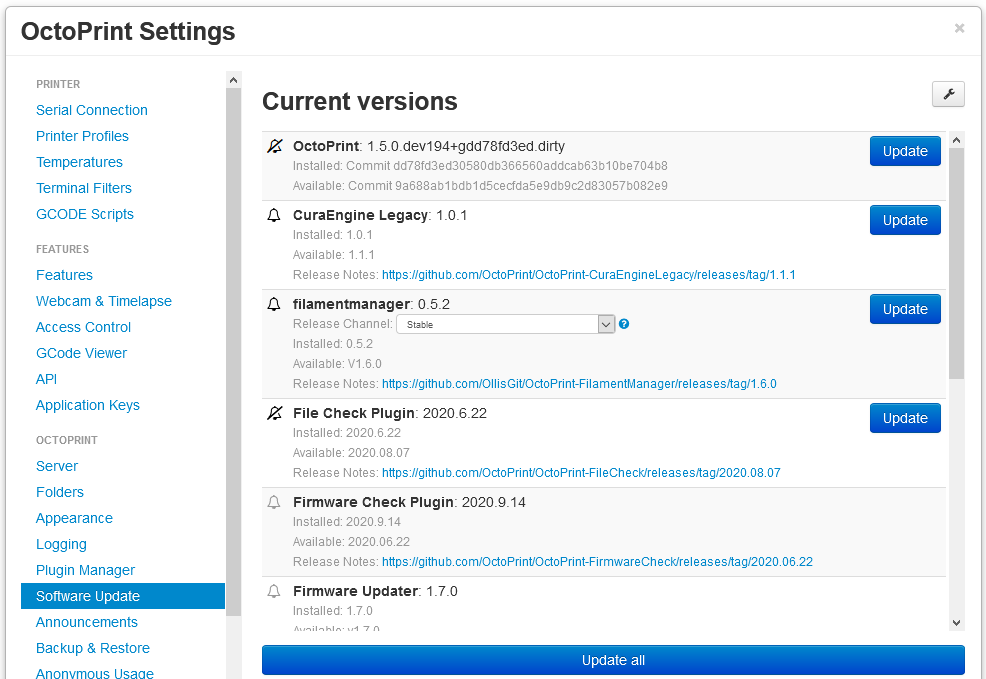 OctoPrint Settings
×
PRINTER
Serial Connection
Printer Profiles
Temperatures
Terminal Filters
GCODE Scripts
FEATURES
Features
Webcam & Timelapse
Access Control
GCode Viewer
API
Application Keys
OCTOPRINT
Server
Folders
Appearance
Logging
Plugin Manager
Software Update
Announcements
Backup & Restore
Anonymous Usage
Current versions
OctoPrint: 1.5.0.dev194+gdd78fd3ed.dirty
Update
Installed: Commit dd78fd3ed30580db366560addcab63b10be704b8
Available: Commit 9a688ab1bdb1d5cecfda5e9db9c2d83057b082e9
CuraEngine Legacy: 1.0.1
Update
Installed: 1.0.1
Available: 1.1.1
Release Notes: https://github.com/OctoPrint/OctoPrint-CuraEngineLegacy/releases/tag/1.1.1
filamentmanager: 0.5.2
Update
Release Channel: Stable
Installed: 0.5.2
Available: V1.6.0
Release Notes: https://github.com/OllisGit/OctoPrint-FilamentManager/releases/tag/1.6.0
File Check Plugin: 2020.6.22
Update
Installed: 2020.6.22
Available: 2020.08.07
Release Notes: https://github.com/OctoPrint/OctoPrint-FileCheck/releases/tag/2020.08.07
Firmware Check Plugin: 2020.9.14
Installed: 2020.9.14
Available: 2020.06.22
Release Notes: https://github.com/OctoPrint/OctoPrint-FirmwareCheck/releases/tag/2020.06.22
Firmware Updater: 1.7.0
Installed: 1.7.0
Available: v1.7.0
Update all